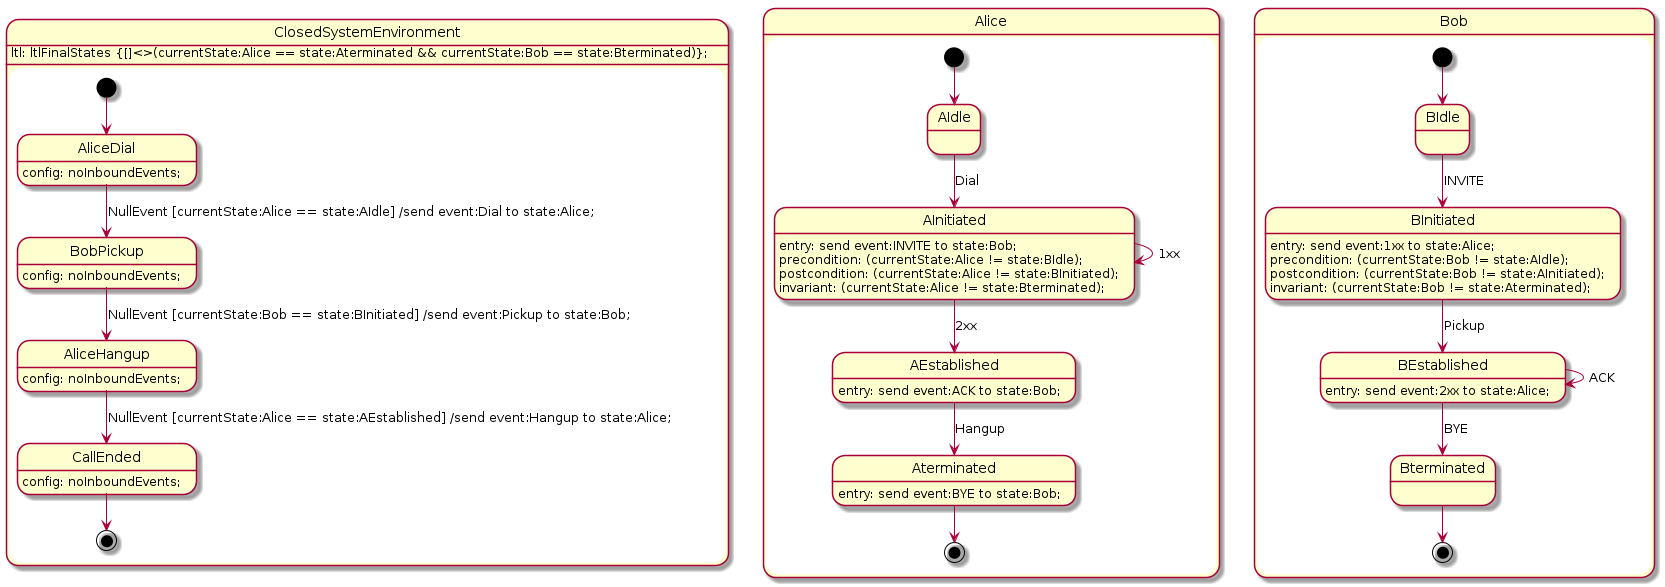 ClosedSystemEnvironment
ltl: ltlFinalStates {[]<>(currentState:Alice == state:Aterminated && currentState:Bob == state:Bterminated)};
AliceDial
config: noInboundEvents;
NullEvent [currentState:Alice == state:AIdle] /send event:Dial to state:Alice;
BobPickup
config: noInboundEvents;
NullEvent [currentState:Bob == state:BInitiated] /send event:Pickup to state:Bob;
AliceHangup
config: noInboundEvents;
NullEvent [currentState:Alice == state:AEstablished] /send event:Hangup to state:Alice;
CallEnded
config: noInboundEvents;
Alice
AIdle
Dial
AInitiated
entry: send event:INVITE to state:Bob;
precondition: (currentState:Alice != state:BIdle);
postcondition: (currentState:Alice != state:BInitiated);
invariant: (currentState:Alice != state:Bterminated);
1xx
2xx
AEstablished
entry: send event:ACK to state:Bob;
Hangup
Aterminated
entry: send event:BYE to state:Bob;
Bob
BIdle
INVITE
BInitiated
entry: send event:1xx to state:Alice;
precondition: (currentState:Bob != state:AIdle);
postcondition: (currentState:Bob != state:AInitiated);
invariant: (currentState:Bob != state:Aterminated);
Pickup
BEstablished
entry: send event:2xx to state:Alice;
ACK
BYE
Bterminated